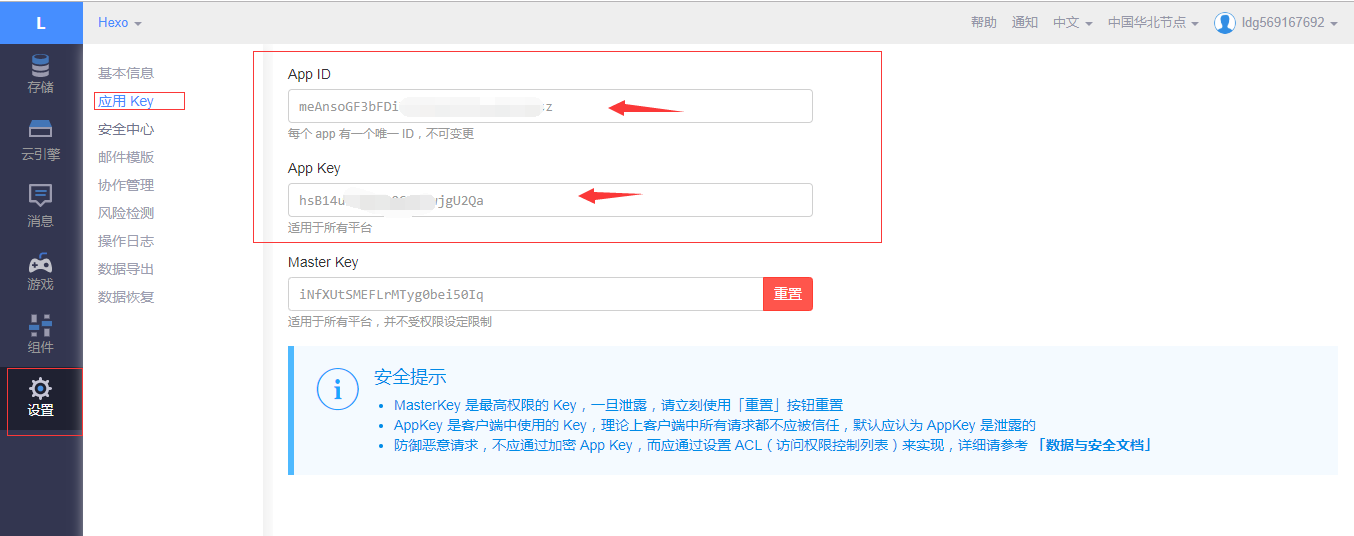 L
Hexo
帮助 通知 中文 中国华北节点 ldg569167692
存储
云引擎
消息
游戏
组件
设置
基本信息
应用 Key
安全中心
邮件模版
协作管理
风险检测
操作日志
数据导出
数据恢复
App ID
每个 app 有一个唯一 ID，不可变更
App Key
适用于所有平台
Master Key
iNfXUtSMEFLrMTyg0bei50Iq
重置
适用于所有平台，并不受权限设定限制
安全提示
MasterKey 是最高权限的 Key，一旦泄露，请立刻使用「重置」按钮重置
AppKey 是客户端中使用的 Key，理论上客户端中所有请求都不应被信任，默认应认为 AppKey 是泄露的
防御恶意请求，不应通过加密 App Key，而应通过设置 ACL（访问权限控制列表）来实现，详细请参考 「数据与安全文档」